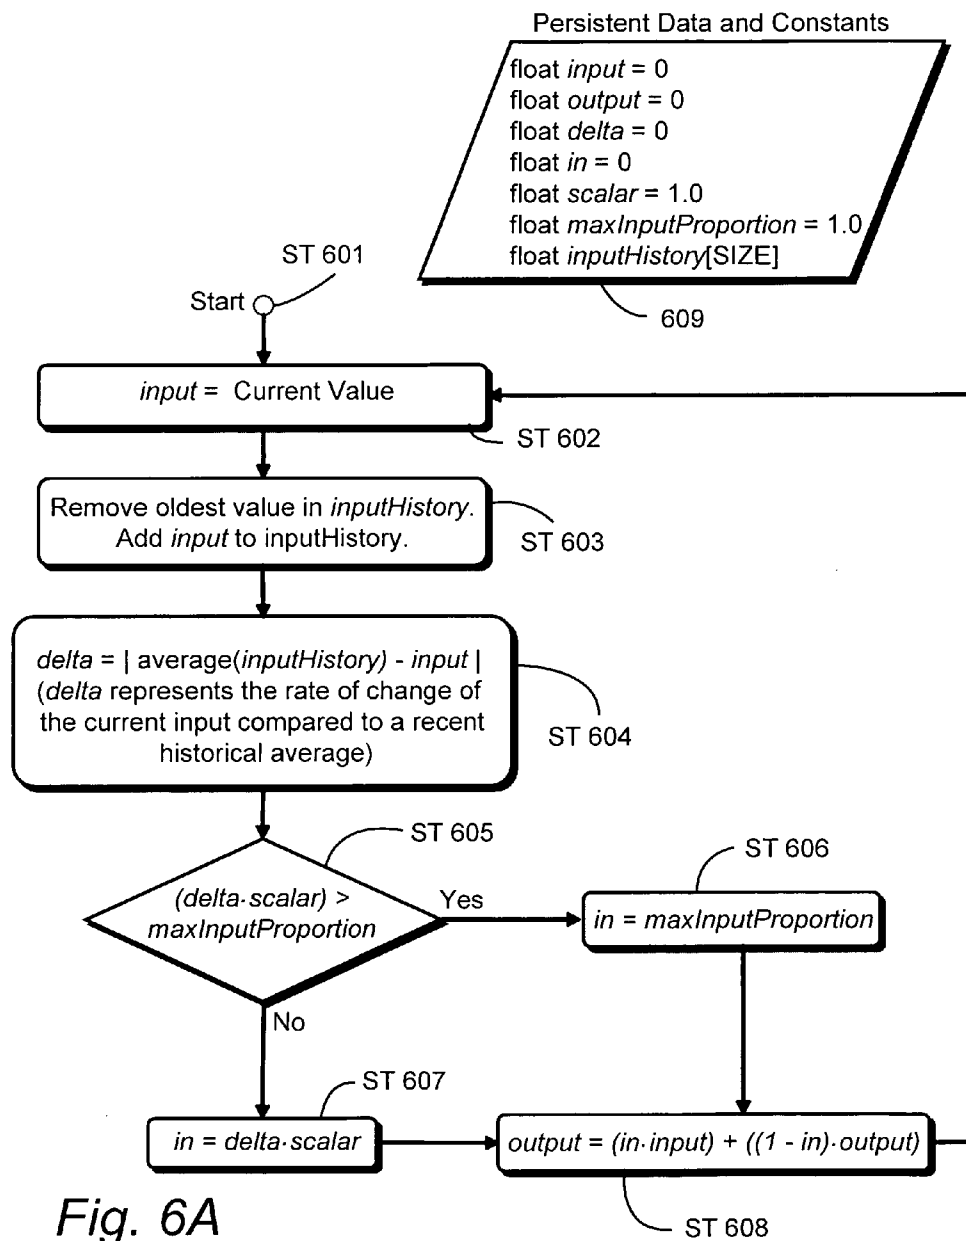 Persistent Data and Constants
float input = 0
float output = 0
float delta = 0
float in = 0
float scalar = 1.0
float maxInputProportion = 1.0
float inputHistory[SIZE]
609
ST 601
Start
input = Current Value
ST 602
Remove oldest value in inputHistory.
Add input to inputHistory.
ST 603
delta = | average(inputHistory) - input |
(delta represents the rate of change of
the current input compared to a recent
historical average)
ST 604
ST 605
(delta·scalar) >
maxInputProportion
Yes
ST 606
in = maxInputProportion
No
ST 607
in = delta·scalar
output = (in·input) + ((1 - in)·output)
ST 608
Fig. 6A